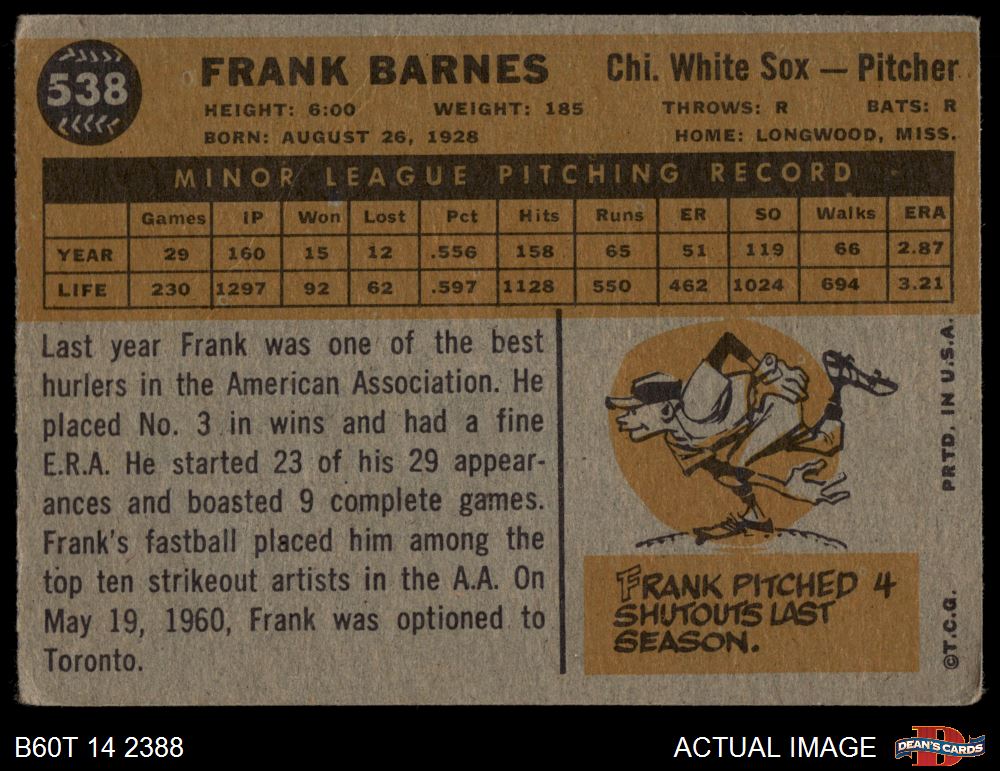 538
FRANK BARNES
Chi. White Sox — Pitcher
HEIGHT: 6:00 WEIGHT: 185 THROWS: R BATS: R
BORN: AUGUST 26, 1928 HOME: LONGWOOD, MISS.
MINOR LEAGUE PITCHING RECORD
Games IP Won Lost Pct Hits Runs ER SO Walks ERA
YEAR 29 160 15 12 .556 158 65 51 119 66 2.87
LIFE 230 1297 92 62 .597 1128 550 462 1024 694 3.21
Last year Frank was one of the best
hurlers in the American Association. He
placed No. 3 in wins and had a fine
E.R.A. He started 23 of his 29 appear-
ances and boasted 9 complete games.
Frank's fastball placed him among the
top ten strikeout artists in the A.A. On
May 19, 1960, Frank was optioned to
Toronto.
FRANK PITCHED 4
SHUTOUTS LAST
SEASON.
©T.C.G. PRTD. IN U.S.A.
B60T 14 2388
ACTUAL IMAGE
DEAN'S CARDS